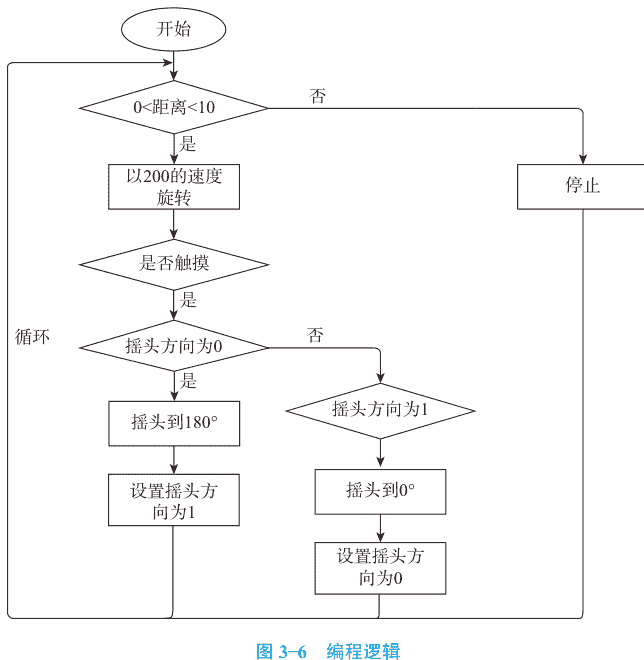 开始
0<距离<10
否
是
以200的速度
旋转
停止
是否触摸
是
循环
摇头方向为0
否
是
摇头方向为1
摇头到180°
摇头到0°
设置摇头方
向为1
设置摇头方
向为0
图 3-6 编程逻辑